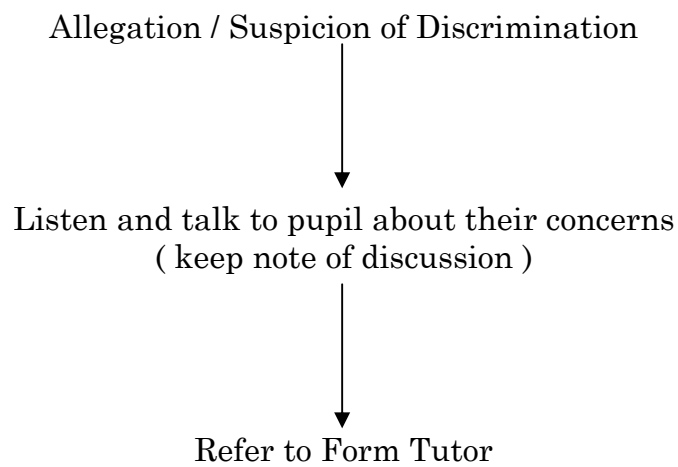 Allegation / Suspicion of Discrimination
Listen and talk to pupil about their concerns
( keep note of discussion )
Refer to Form Tutor